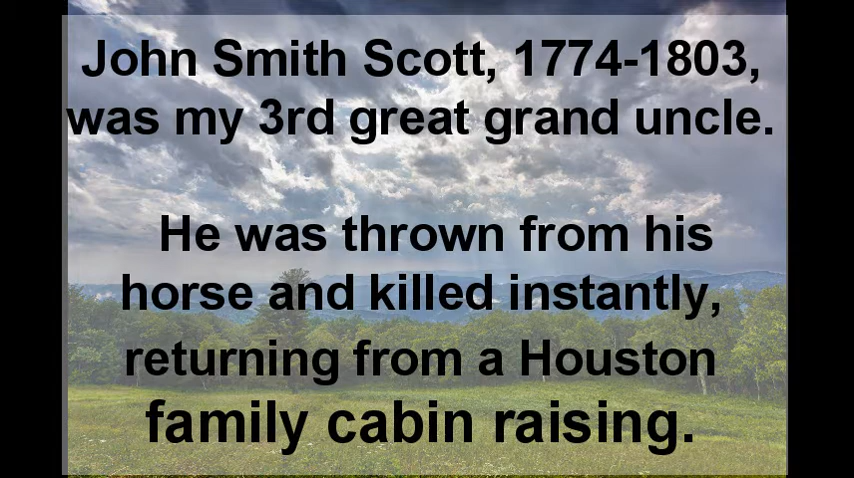 John Smith Scott, 1774-1803,
was my 3rd great grand uncle.
He was thrown from his
horse and killed instantly,
returning from a Houston
family cabin raising.